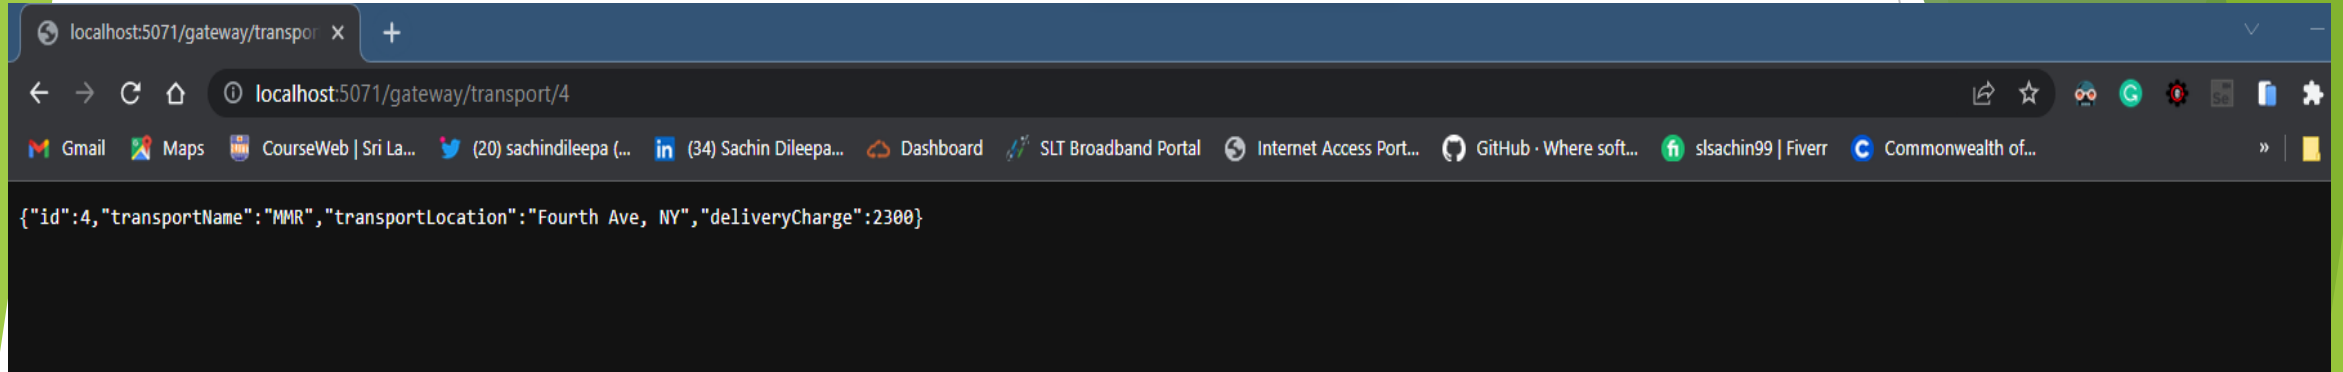 localhost:5071/gateway/transpor
localhost:5071/gateway/transport/4
Gmail Maps CourseWeb | Sri La... (20) sachindileepa (... in (34) Sachin Dileepa... Dashboard SLT Broadband Portal Internet Access Port... GitHub · Where soft... fi slsachin99 | Fiverr C Commonwealth of... »
{"id":4,"transportName":"MMR","transportLocation":"Fourth Ave, NY","deliveryCharge":2300}